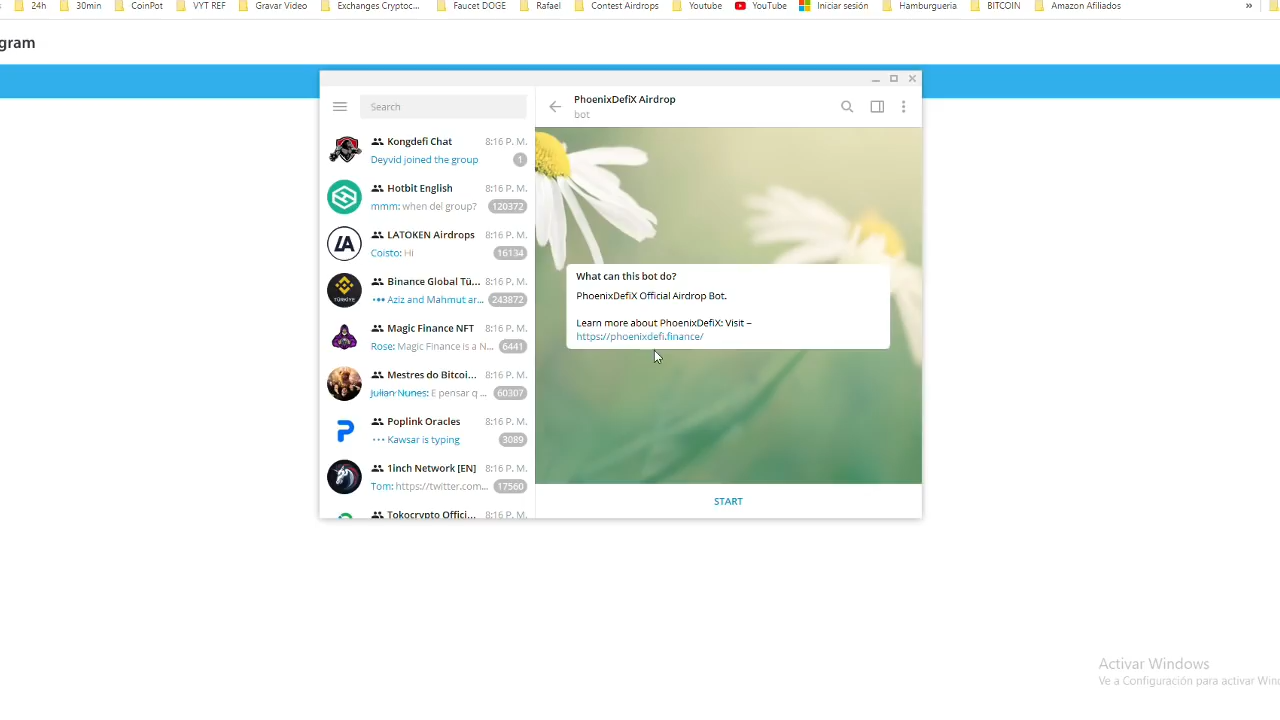 24h 30min CoinPot VYT REF Gravar Video Exchanges Cryptoc... Faucet DOGE Rafael Contest Airdrops Youtube YouTube Iniciar sesión Hamburgueria BITCOIN Amazon Afiliados »
gram
Search
PhoenixDefiX Airdrop
bot
Kongdefi Chat 8:16 P. M.
Deyvid joined the group 1
Hotbit English 8:16 P. M.
mmm: when del group? 120372
LATOKEN Airdrops 8:16 P. M.
Coisto: Hi 16134
Binance Global Tü... 8:16 P. M.
Aziz and Mahmut ar... 243872
TÜRKİYE
Magic Finance NFT 8:16 P. M.
Rose: Magic Finance is a N... 6441
Mestres do Bitcoi... 8:16 P. M.
Julian Nunes: E pensar q ... 60307
Poplink Oracles 8:16 P. M.
Kawsar is typing 3089
1inch Network [EN] 8:16 P. M.
Tom: https://twitter.com... 17560
Tokocrypto Offici... 8:16 P. M.
What can this bot do?
PhoenixDefiX Official Airdrop Bot.
Learn more about PhoenixDefiX: Visit –
https://phoenixdefi.finance/
START
Activar Windows
Ve a Configuración para activar Win